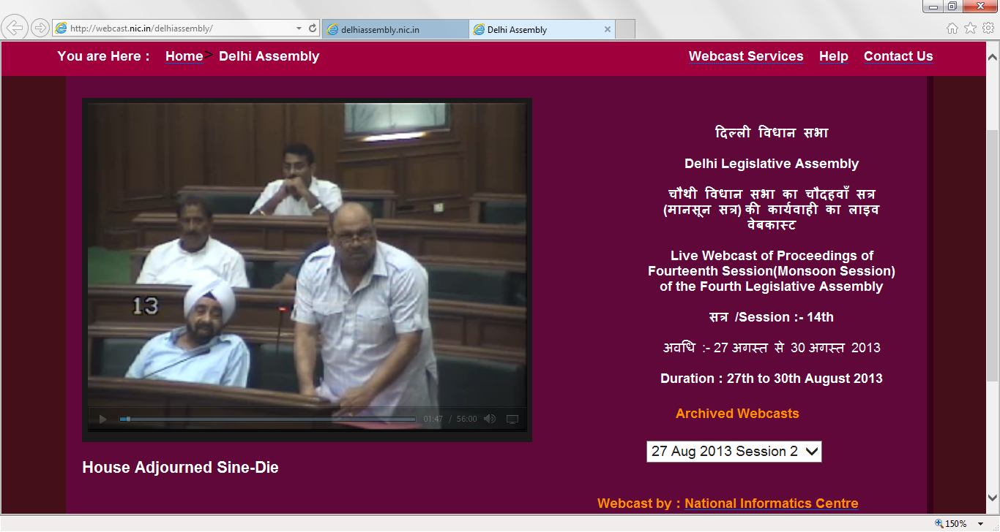 http://webcast.nic.in/delhiassembly/
delhiassembly.nic.in
Delhi Assembly
You are Here : Home > Delhi Assembly
Webcast Services Help Contact Us
13
01:47 / 56:00
House Adjourned Sine-Die
दिल्ली विधान सभा
Delhi Legislative Assembly
चौथी विधान सभा का चौदहवाँ सत्र
(मानसून सत्र) की कार्यवाही का लाइव
वेबकास्ट
Live Webcast of Proceedings of
Fourteenth Session(Monsoon Session)
of the Fourth Legislative Assembly
सत्र /Session :- 14th
अवधि :- 27 अगस्त से 30 अगस्त 2013
Duration : 27th to 30th August 2013
Archived Webcasts
27 Aug 2013 Session 2
Webcast by : National Informatics Centre
150%